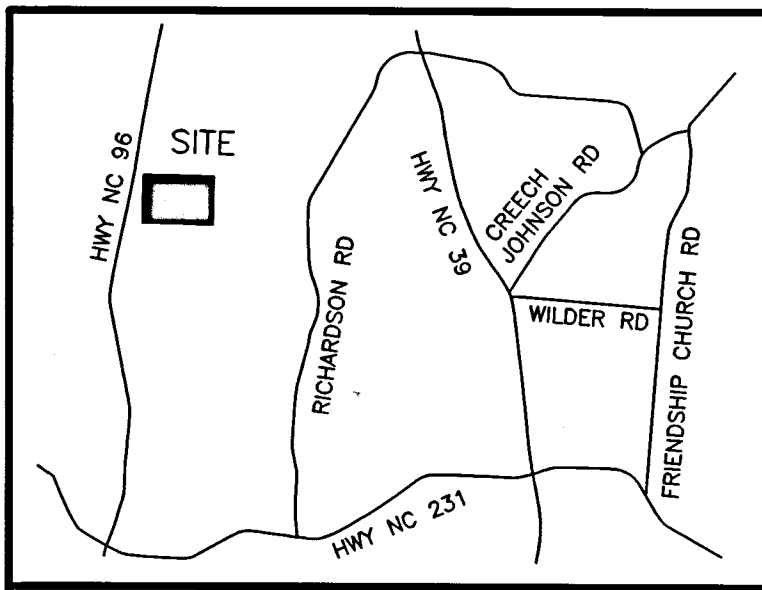 SITE
HWY NC 96
RICHARDSON RD
HWY NC 39
CREECH
JOHNSON RD
WILDER RD
FRIENDSHIP CHURCH RD
HWY NC 231